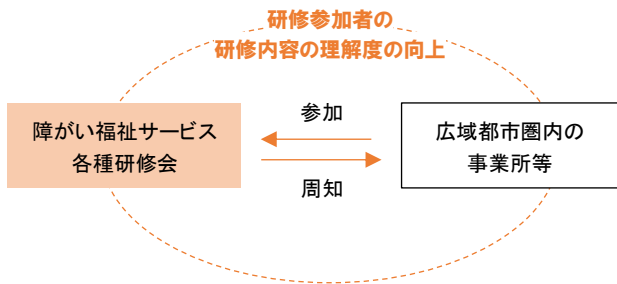 研修参加者の
研修内容の理解度の向上
障がい福祉サービス
各種研修会
参加
周知
広域都市圏内の
事業所等